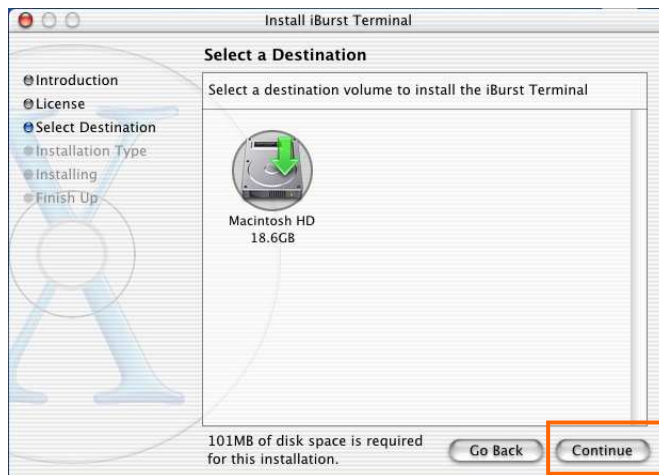 Install iBurst Terminal
Select a Destination
Introduction
License
Select Destination
Installation Type
Installing
Finish Up
Select a destination volume to install the iBurst Terminal
Macintosh HD
18.6GB
101MB of disk space is required
for this installation.
Go Back
Continue